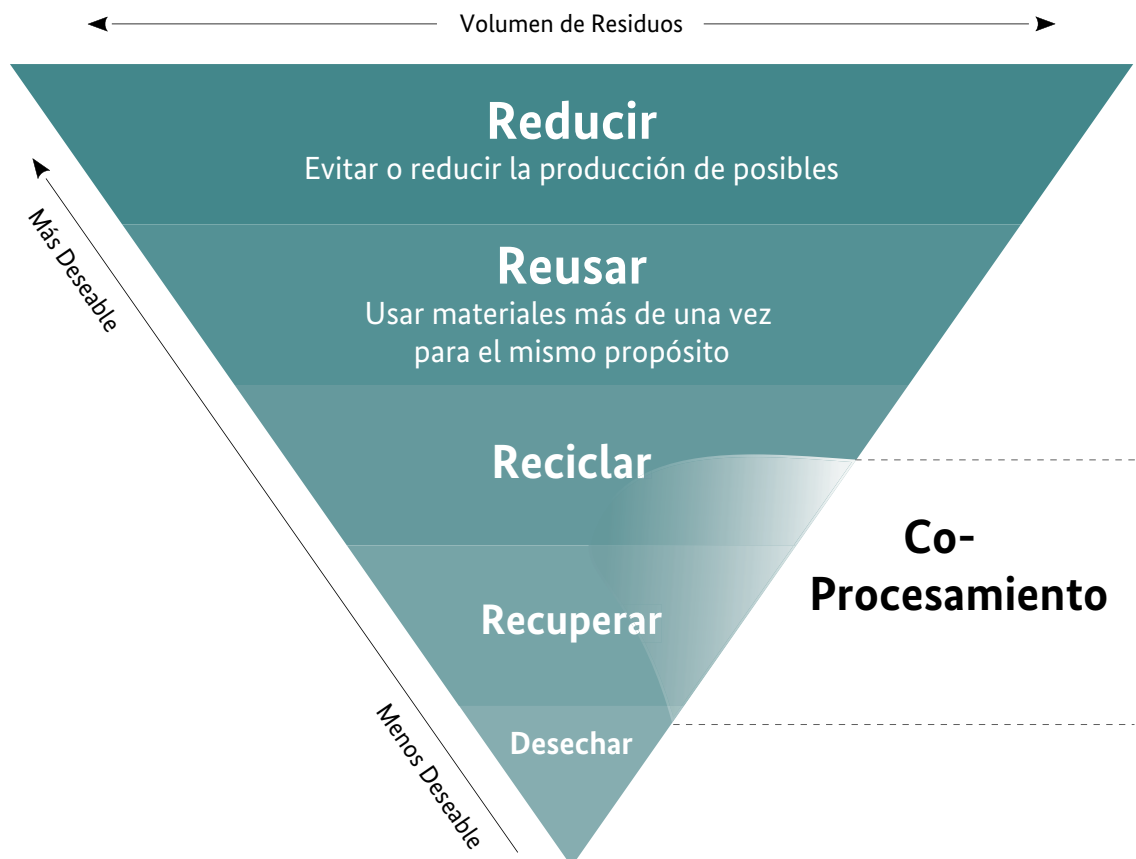 Volumen de Residuos
Reducir
Evitar o reducir la producción de posibles
Más Deseable
Reusar
Usar materiales más de una vez
para el mismo propósito
Reciclar
Co-
Procesamiento
Recuperar
Menos Deseable
Desechar